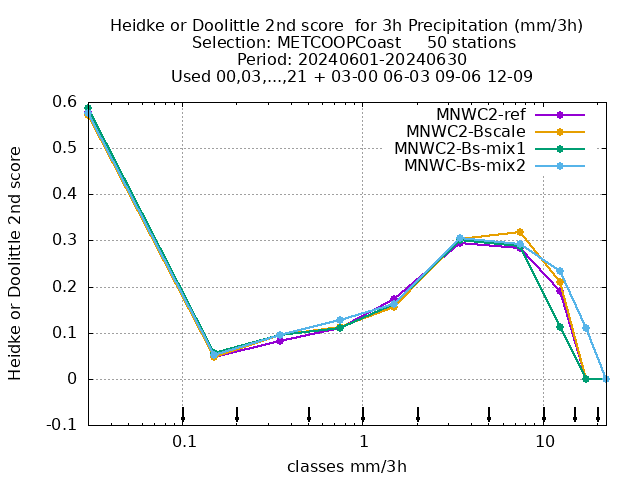 Heidke or Doolittle 2nd score  for 3h Precipitation (mm/3h)
Selection: METCOOPCoast     50 stations
Period: 20240601-20240630
Used 00,03,...,21 + 03-00 06-03 09-06 12-09
MNWC2-ref
MNWC2-Bscale
MNWC2-Bs-mix1
MNWC-Bs-mix2
Heidke or Doolittle 2nd score
0.6
0.5
0.4
0.3
0.2
0.1
0
-0.1
0.1
1
10
classes mm/3h